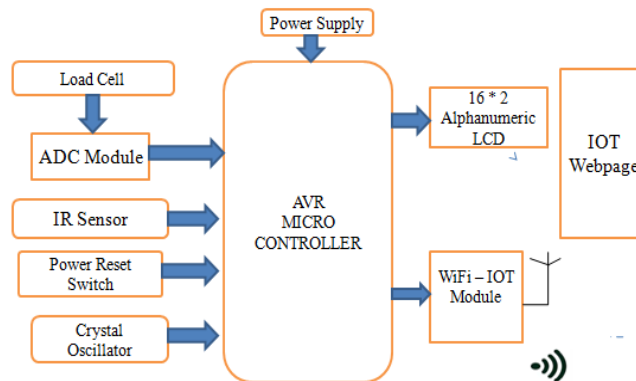 Power Supply
Load Cell
ADC Module
IR Sensor
Power Reset
Switch
Crystal
Oscillator
AVR
MICRO
CONTROLLER
16 * 2
Alphanumeric
LCD
WiFi – IOT
Module
IOT
Webpage